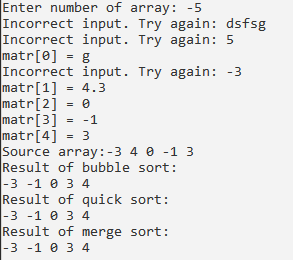 Enter number of array: -5
Incorrect input. Try again: dsfsg
Incorrect input. Try again: 5
matr[0] = g
Incorrect input. Try again: -3
matr[1] = 4.3
matr[2] = 0
matr[3] = -1
matr[4] = 3
Source array:-3 4 0 -1 3
Result of bubble sort:
-3 -1 0 3 4
Result of quick sort:
-3 -1 0 3 4
Result of merge sort:
-3 -1 0 3 4